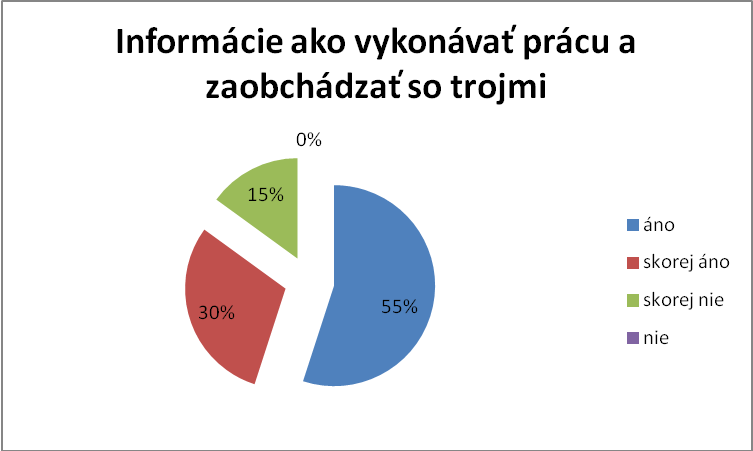 Informácie ako vykonávať prácu a
zaobchádzať so trojmi
0%
15%
30%
55%
áno
skorej áno
skorej nie
nie